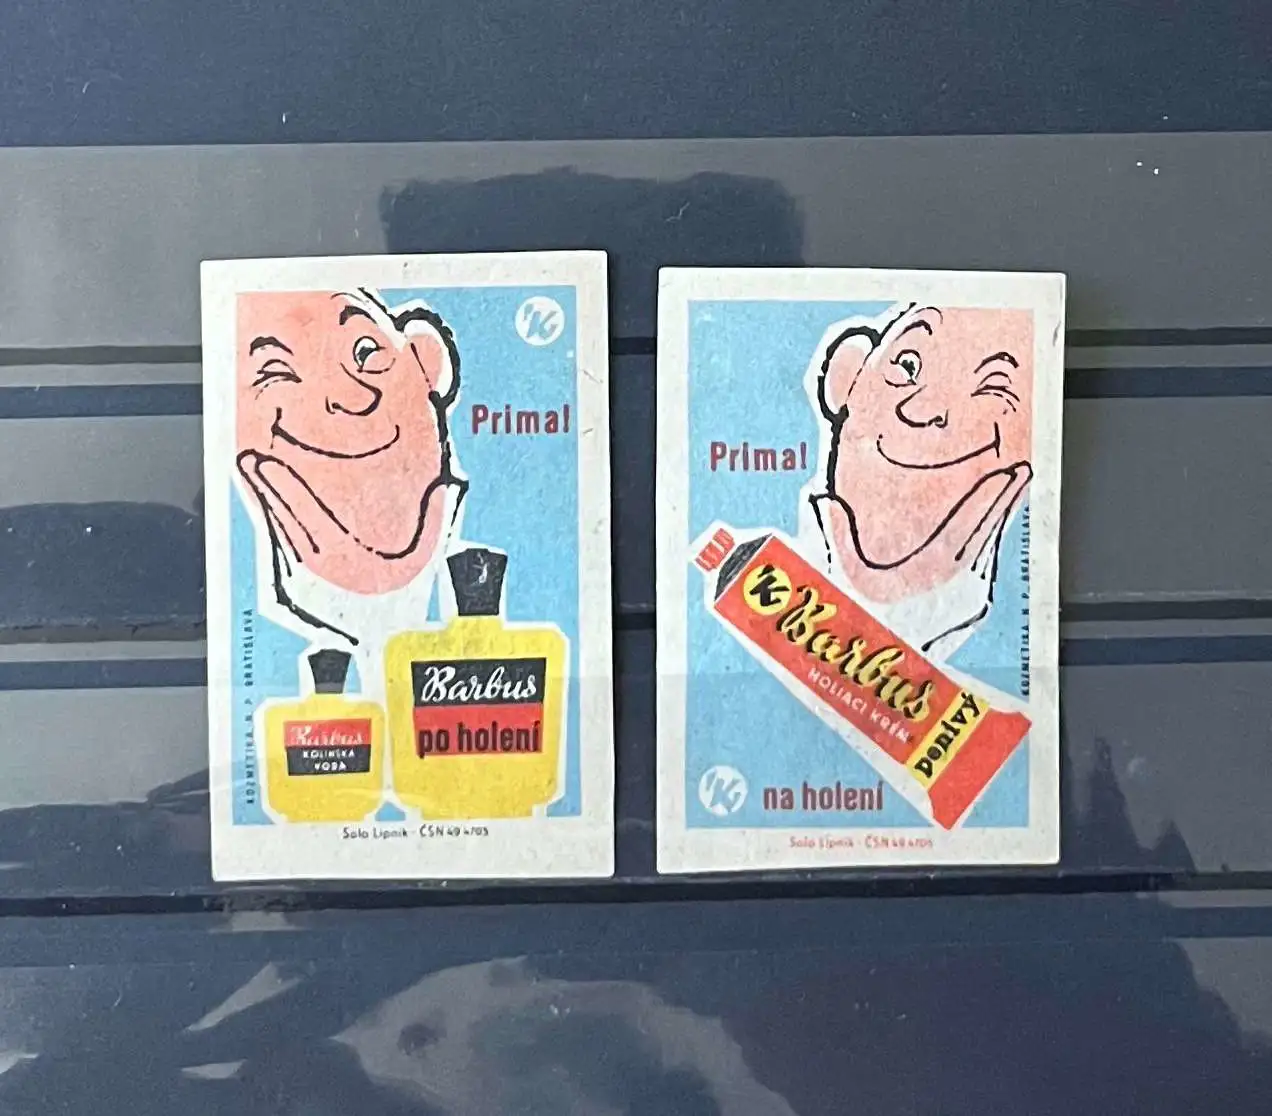 K
Prima!
KOZMETIKA N. P. BRATISLAVA
Barbus
po holení
Barbus
KOLÍNSKA
VODA
Solo Lipník · ČSN 49 4705
Prima!
KOZMETIKA N. P. BRATISLAVA
K
Barbus
HOLIACI KRÉM
penivý
K
na holení
Solo Lipník · ČSN 49 4705